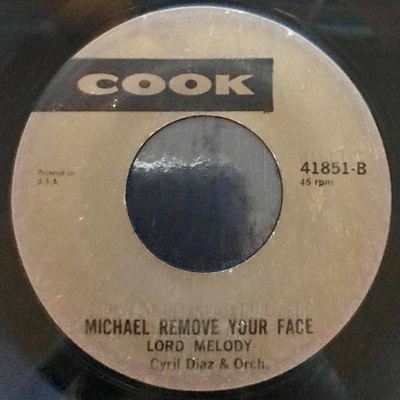 COOK
Printed in
U.S.A.
41851-B
45 rpm
MICHAEL REMOVE YOUR FACE
LORD MELODY
Cyril Diaz & Orch.